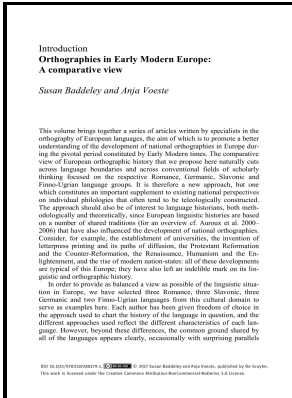 Introduction
Orthographies in Early Modern Europe:
A comparative view
Susan Baddeley and Anja Voeste
This volume brings together a series of articles written by specialists in the
orthography of European languages, the aim of which is to promote a better
understanding of the development of national orthographies in Europe dur-
ing the pivotal period constituted by Early Modern times. The comparative
view of European orthographic history that we propose here naturally cuts
across language boundaries and across conventional fields of scholarly
thinking focused on the respective Romance, Germanic, Slavonic and
Finno-Ugrian language groups. It is therefore a new approach, but one
which constitutes an important supplement to existing national perspectives
on individual philologies that often tend to be teleologically constructed.
The approach should also be of interest to language historians, both meth-
odologically and theoretically, since European linguistic histories are based
on a number of shared traditions (for an overview cf. Auroux et al. 2000–
2006) that have also influenced the development of national orthographies.
Consider, for example, the establishment of universities, the invention of
letterpress printing and its paths of diffusion, the Protestant Reformation
and the Counter-Reformation, the Renaissance, Humanism and the En-
lightenment, and the rise of modern nation-states: all of these developments
are typical of this Europe; they have also left an indelible mark on its lin-
guistic and orthographic history.
In order to provide as balanced a view as possible of the linguistic situa-
tion in Europe, we have selected three Romance, three Slavonic, three
Germanic and two Finno-Ugrian languages from this cultural domain to
serve as examples here. Each author has been given freedom of choice in
the approach used to chart the history of the language in question, and the
different approaches used reflect the different characteristics of each lan-
guage. However, beyond these differences, the common ground shared by
all of the languages appears clearly, occasionally with surprising parallels
DOI 10.1515/9783110288179.1, © 2017 Susan Baddeley and Anja Voeste, published by De Gruyter.
This work is licensed under the Creative Commons Attribution-NonCommercial-NoDerivs 3.0 License.